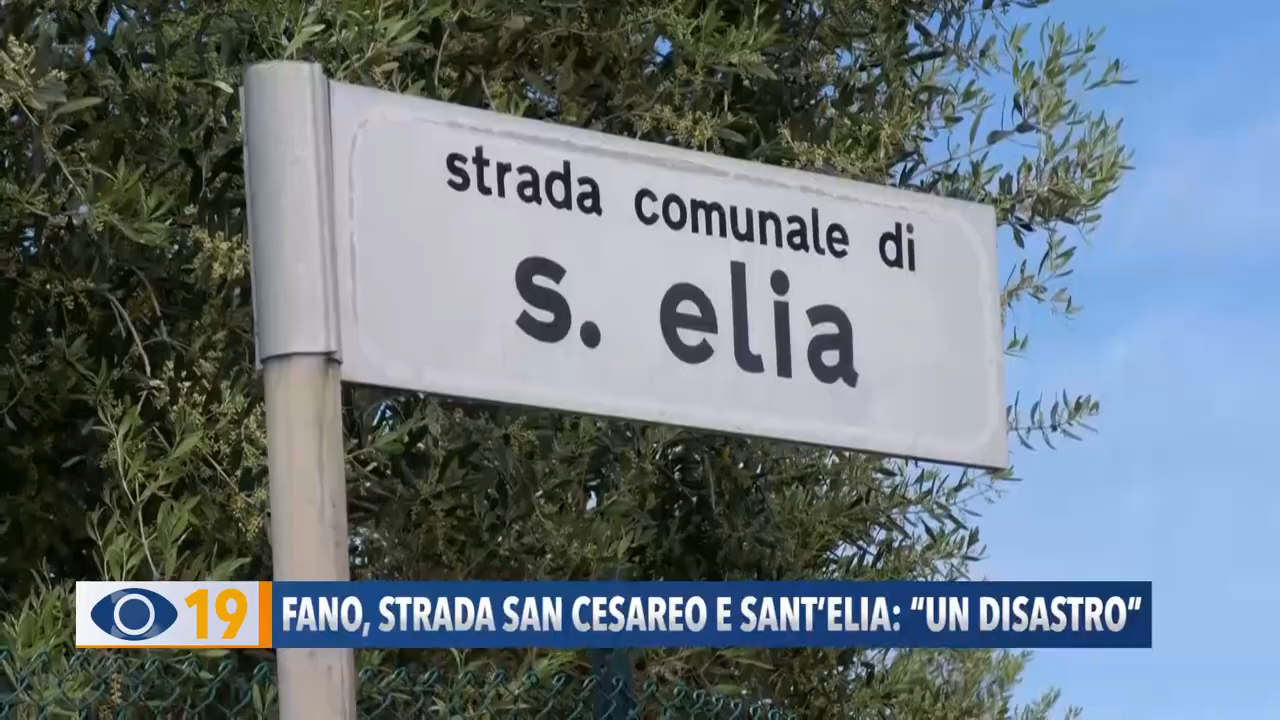 strada comunale di
s. elia
19
FANO, STRADA SAN CESAREO E SANT'ELIA: “UN DISASTRO”